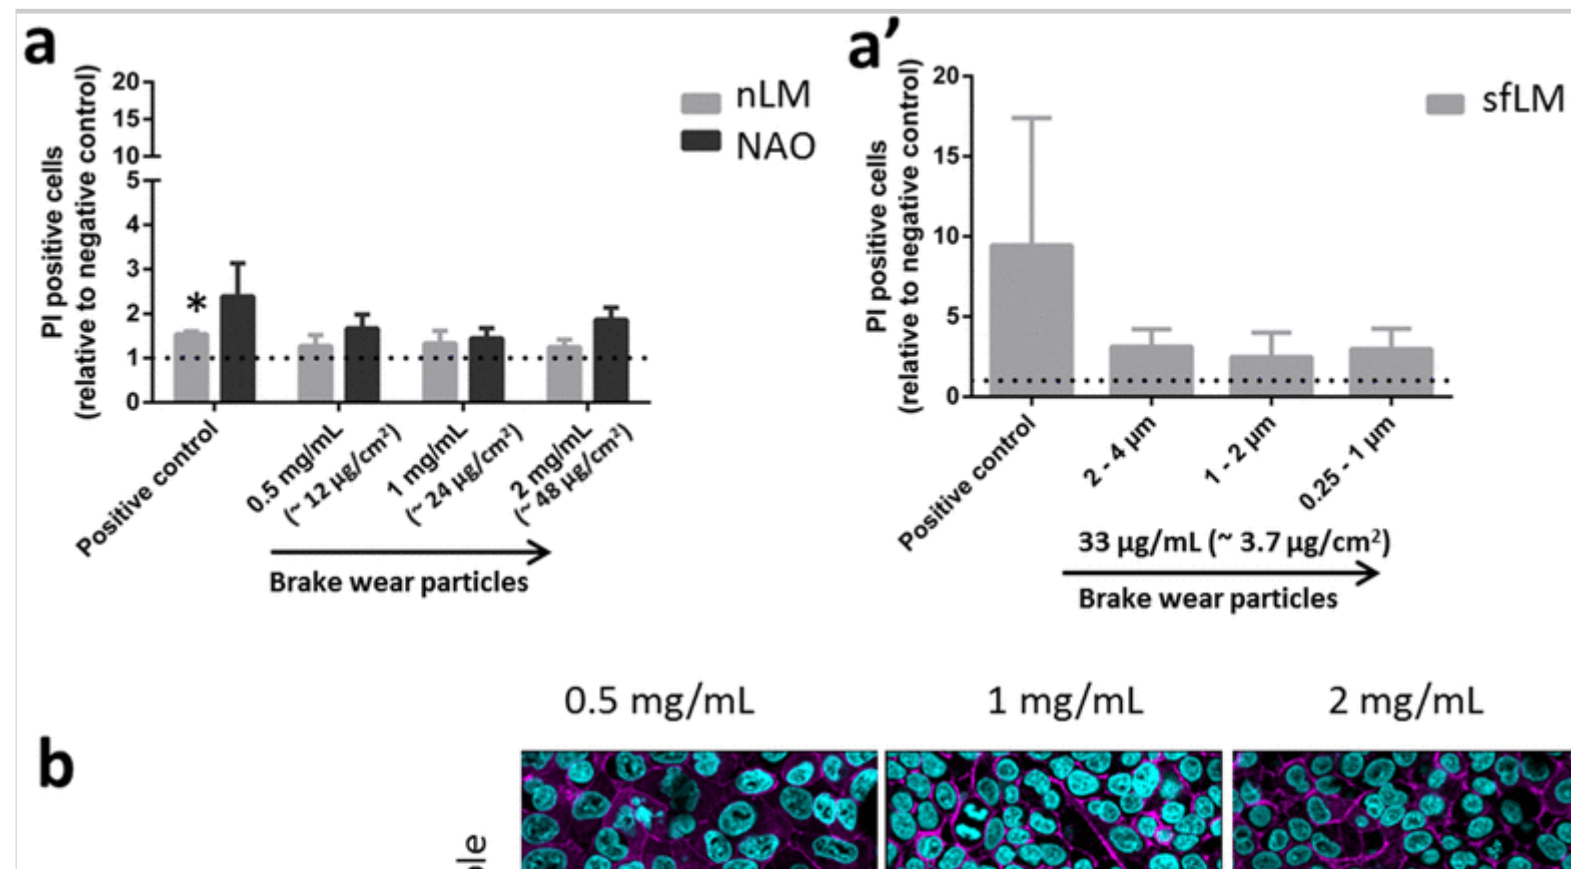 a
PI positive cells
(relative to negative control)
20
15
10
5
4
3
2
1
0
*
nLM
NAO
Positive control
0.5 mg/mL
(~ 12 µg/cm²)
1 mg/mL
(~ 24 µg/cm²)
2 mg/mL
(~ 48 µg/cm²)
Brake wear particles
a’
PI positive cells
(relative to negative control)
20
15
10
5
0
sfLM
Positive control
2 - 4 µm
1 - 2 µm
0.25 - 1 µm
33 µg/mL (~ 3.7 µg/cm²)
Brake wear particles
b
0.5 mg/mL
1 mg/mL
2 mg/mL